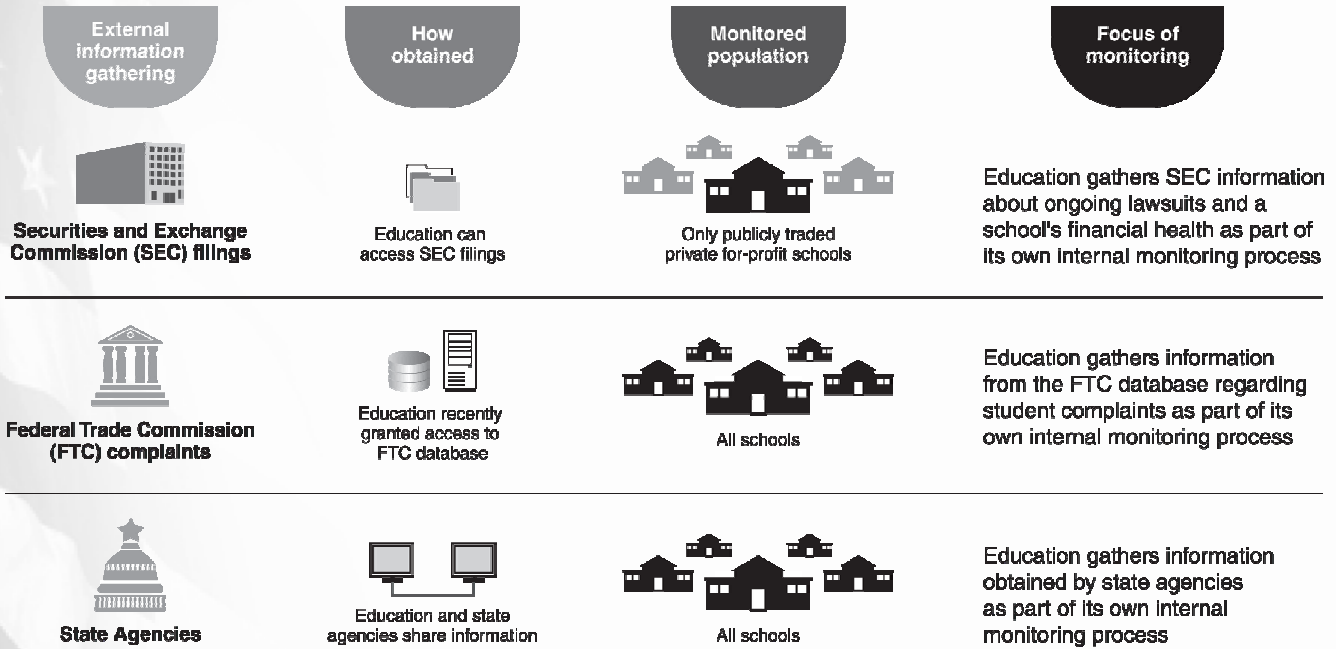 External
information
gathering
How
obtained
Monitored
population
Focus of
monitoring
Securities and Exchange
Commission (SEC) filings
Education can
access SEC filings
Only publicly traded
private for-profit schools
Education gathers SEC information
about ongoing lawsuits and a
school's financial health as part of
its own internal monitoring process
Federal Trade Commission
(FTC) complaints
Education recently
granted access to
FTC database
All schools
Education gathers information
from the FTC database regarding
student complaints as part of its
own internal monitoring process
State Agencies
Education and state
agencies share information
All schools
Education gathers information
obtained by state agencies
as part of its own internal
monitoring process